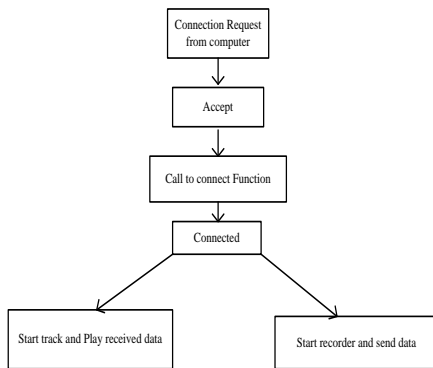 Connection Request
from computer
Accept
Call to connect Function
Connected
Start track and Play received data
Start recorder and send data